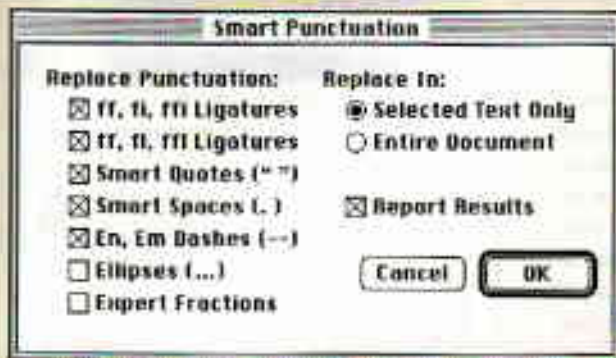 Smart Punctuation
Replace Punctuation:
ff, fi, ffi Ligatures
ff, fl, ffl Ligatures
Smart Quotes (“ ”)
Smart Spaces (. )
En, Em Dashes (--)
Ellipses (...)
Expert Fractions
Replace In:
Selected Text Only
Entire Document
Report Results
Cancel
OK